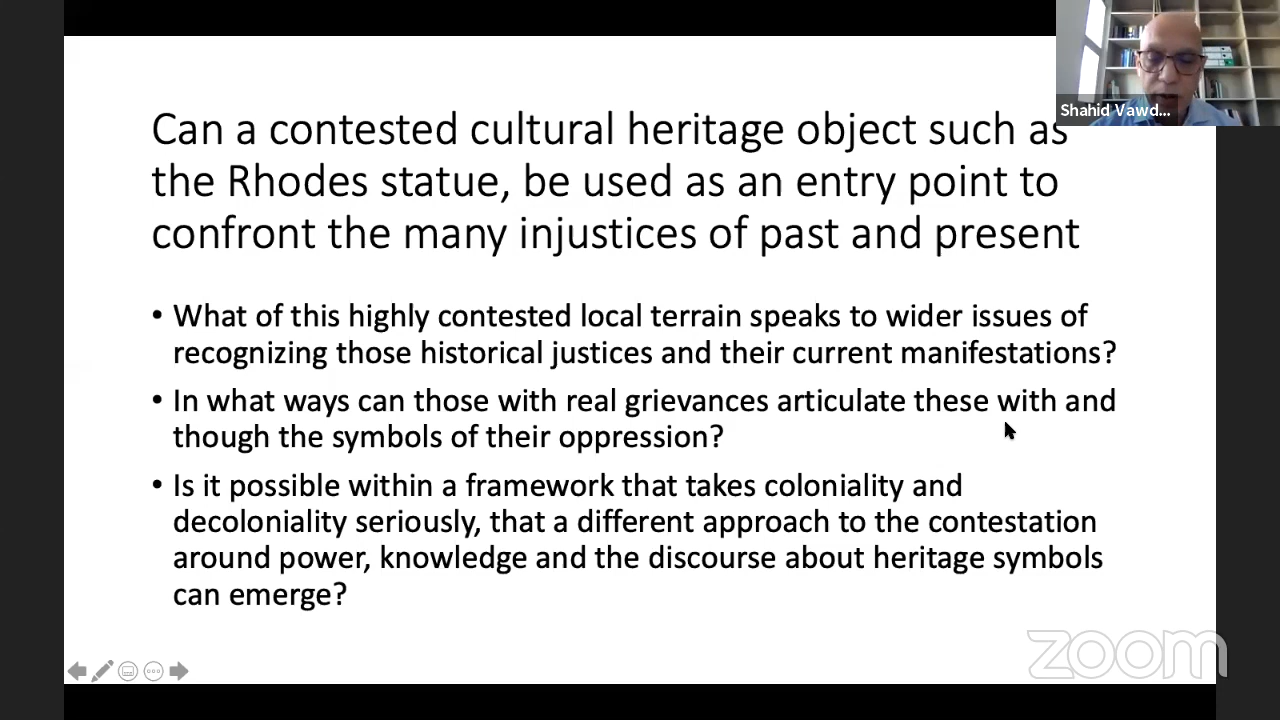 Shahid Vawd...
Can a contested cultural heritage object such as
the Rhodes statue, be used as an entry point to
confront the many injustices of past and present
• What of this highly contested local terrain speaks to wider issues of
recognizing those historical justices and their current manifestations?
• In what ways can those with real grievances articulate these with and
though the symbols of their oppression?
• Is it possible within a framework that takes coloniality and
decoloniality seriously, that a different approach to the contestation
around power, knowledge and the discourse about heritage symbols
can emerge?
zoom